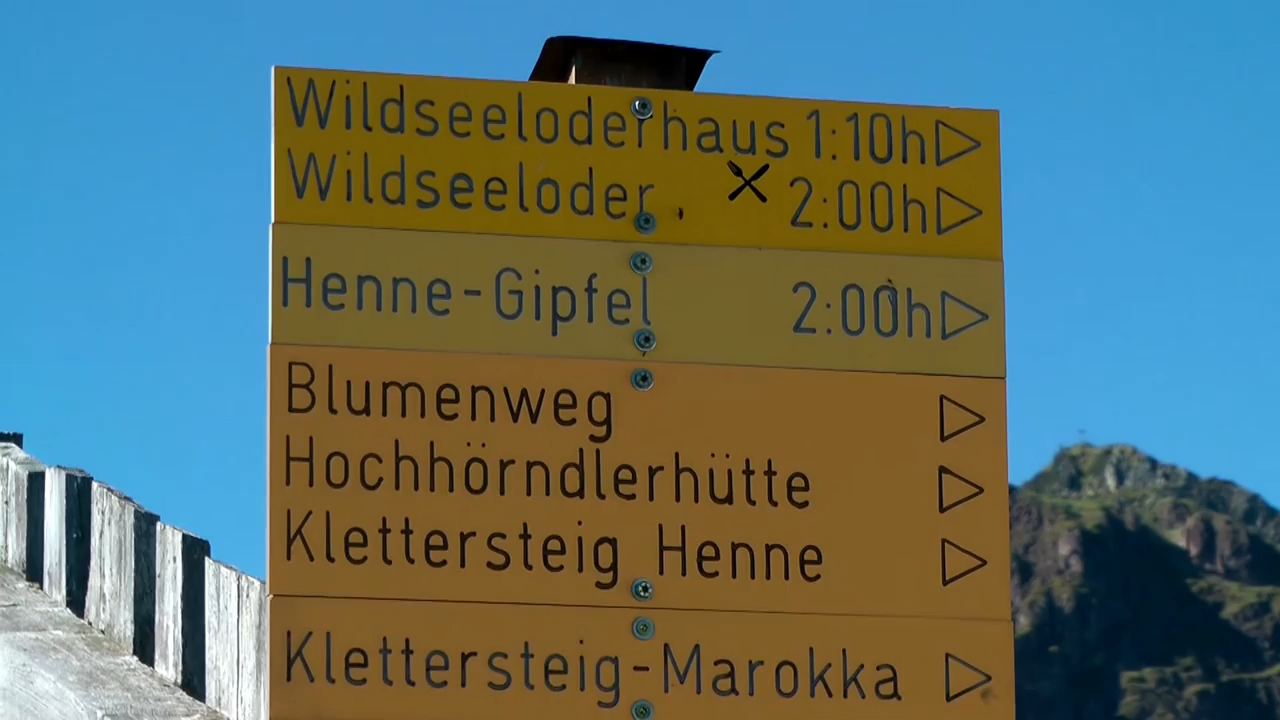 Wildseeloderhaus 1:10h
Wildseeloder 2:00h
Henne-Gipfel 2:00h
Blumenweg
Hochhörndlerhütte
Klettersteig Henne
Klettersteig-Marokka